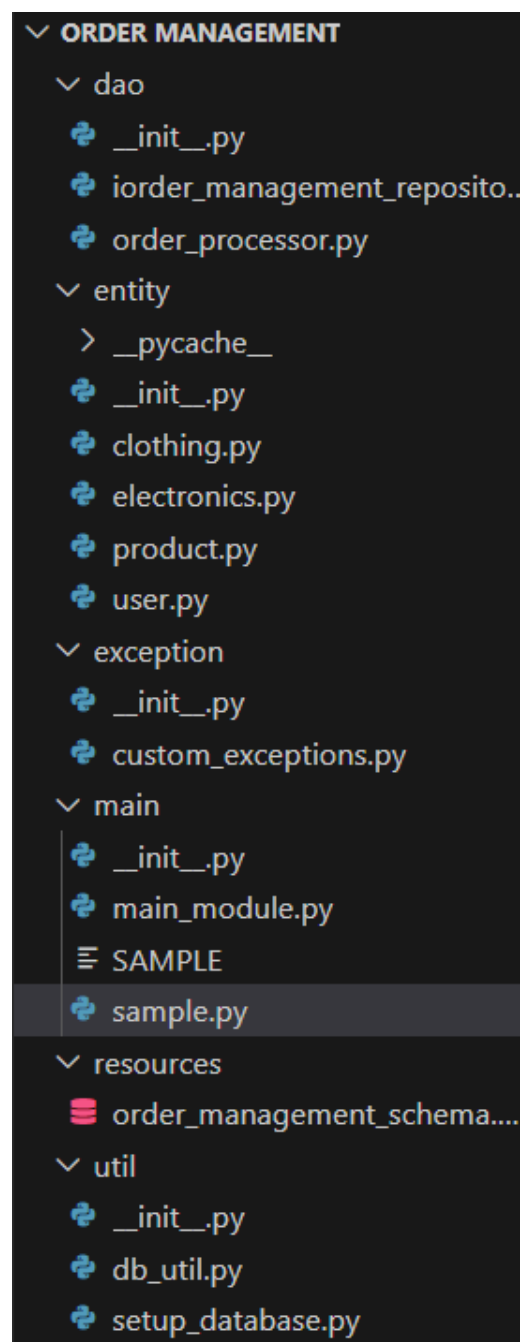 ORDER MANAGEMENT
dao
__init__.py
iorder_management_reposito...
order_processor.py
entity
__pycache__
__init__.py
clothing.py
electronics.py
product.py
user.py
exception
__init__.py
custom_exceptions.py
main
__init__.py
main_module.py
SAMPLE
sample.py
resources
order_management_schema....
util
__init__.py
db_util.py
setup_database.py